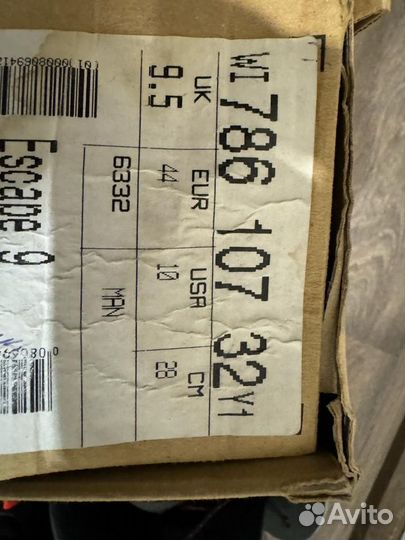 WI 786 107 32Y1
UK EUR USA CM
9.5 44 10 28
6332 MAN
Escape 9
Avito